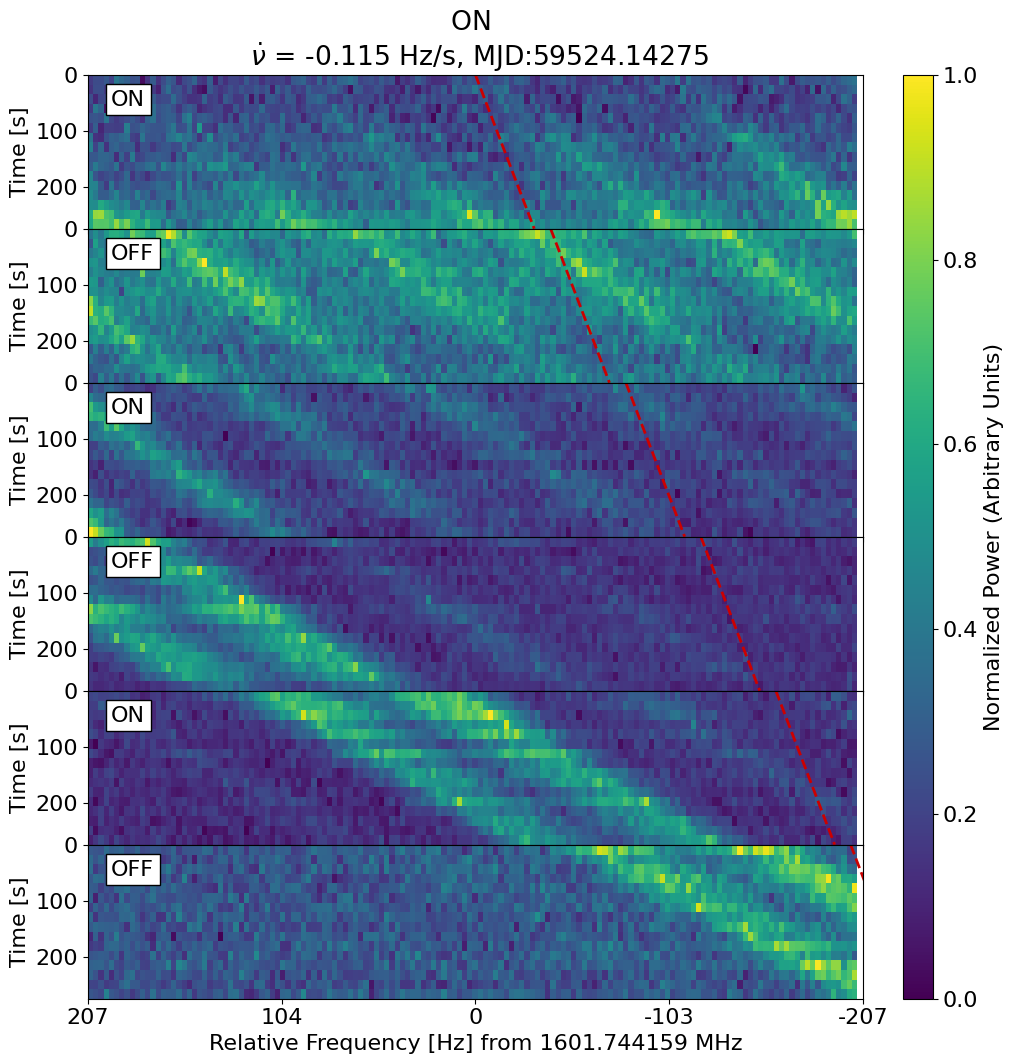 ON
ν̇ = -0.115 Hz/s, MJD:59524.14275
0
ON
100
Time [s]
200
0
OFF
100
Time [s]
200
0
ON
100
Time [s]
200
0
OFF
100
Time [s]
200
0
ON
100
Time [s]
200
0
OFF
100
Time [s]
200
207 104 0 -103 -207
Relative Frequency [Hz] from 1601.744159 MHz
1.0
0.8
0.6
0.4
0.2
0.0
Normalized Power (Arbitrary Units)